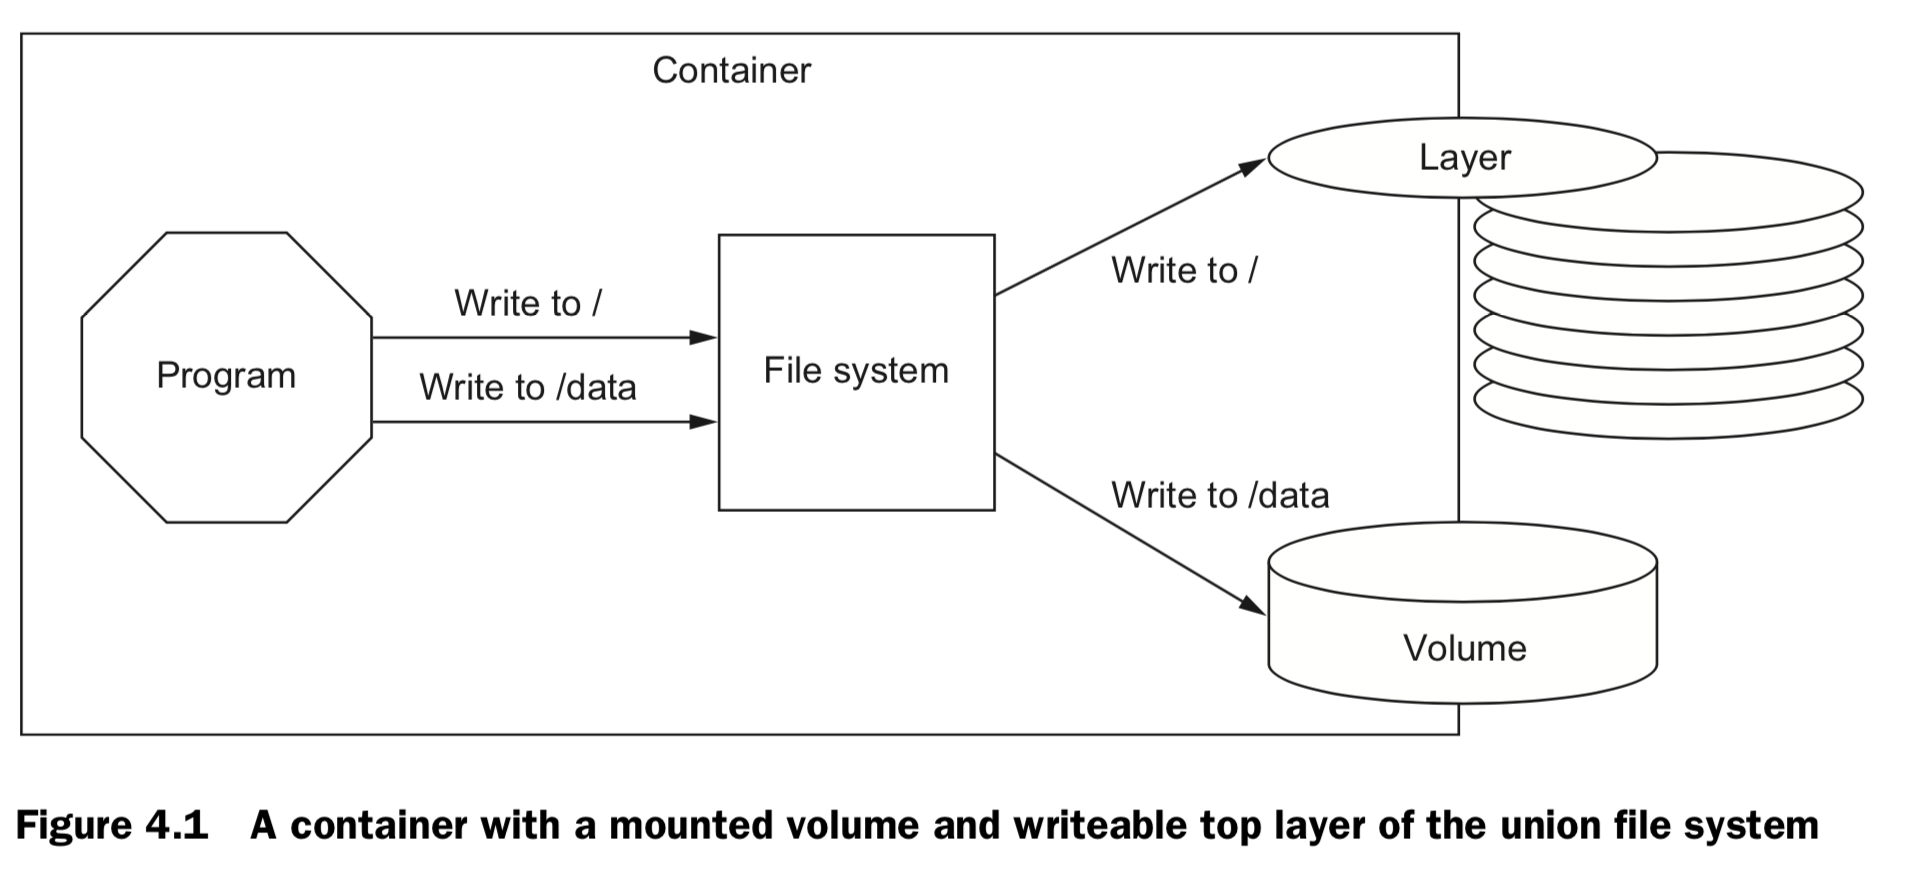 Container
Layer
Write to /
Write to /
Program
Write to /data
File system
Write to /data
Volume
Figure 4.1 A container with a mounted volume and writeable top layer of the union file system